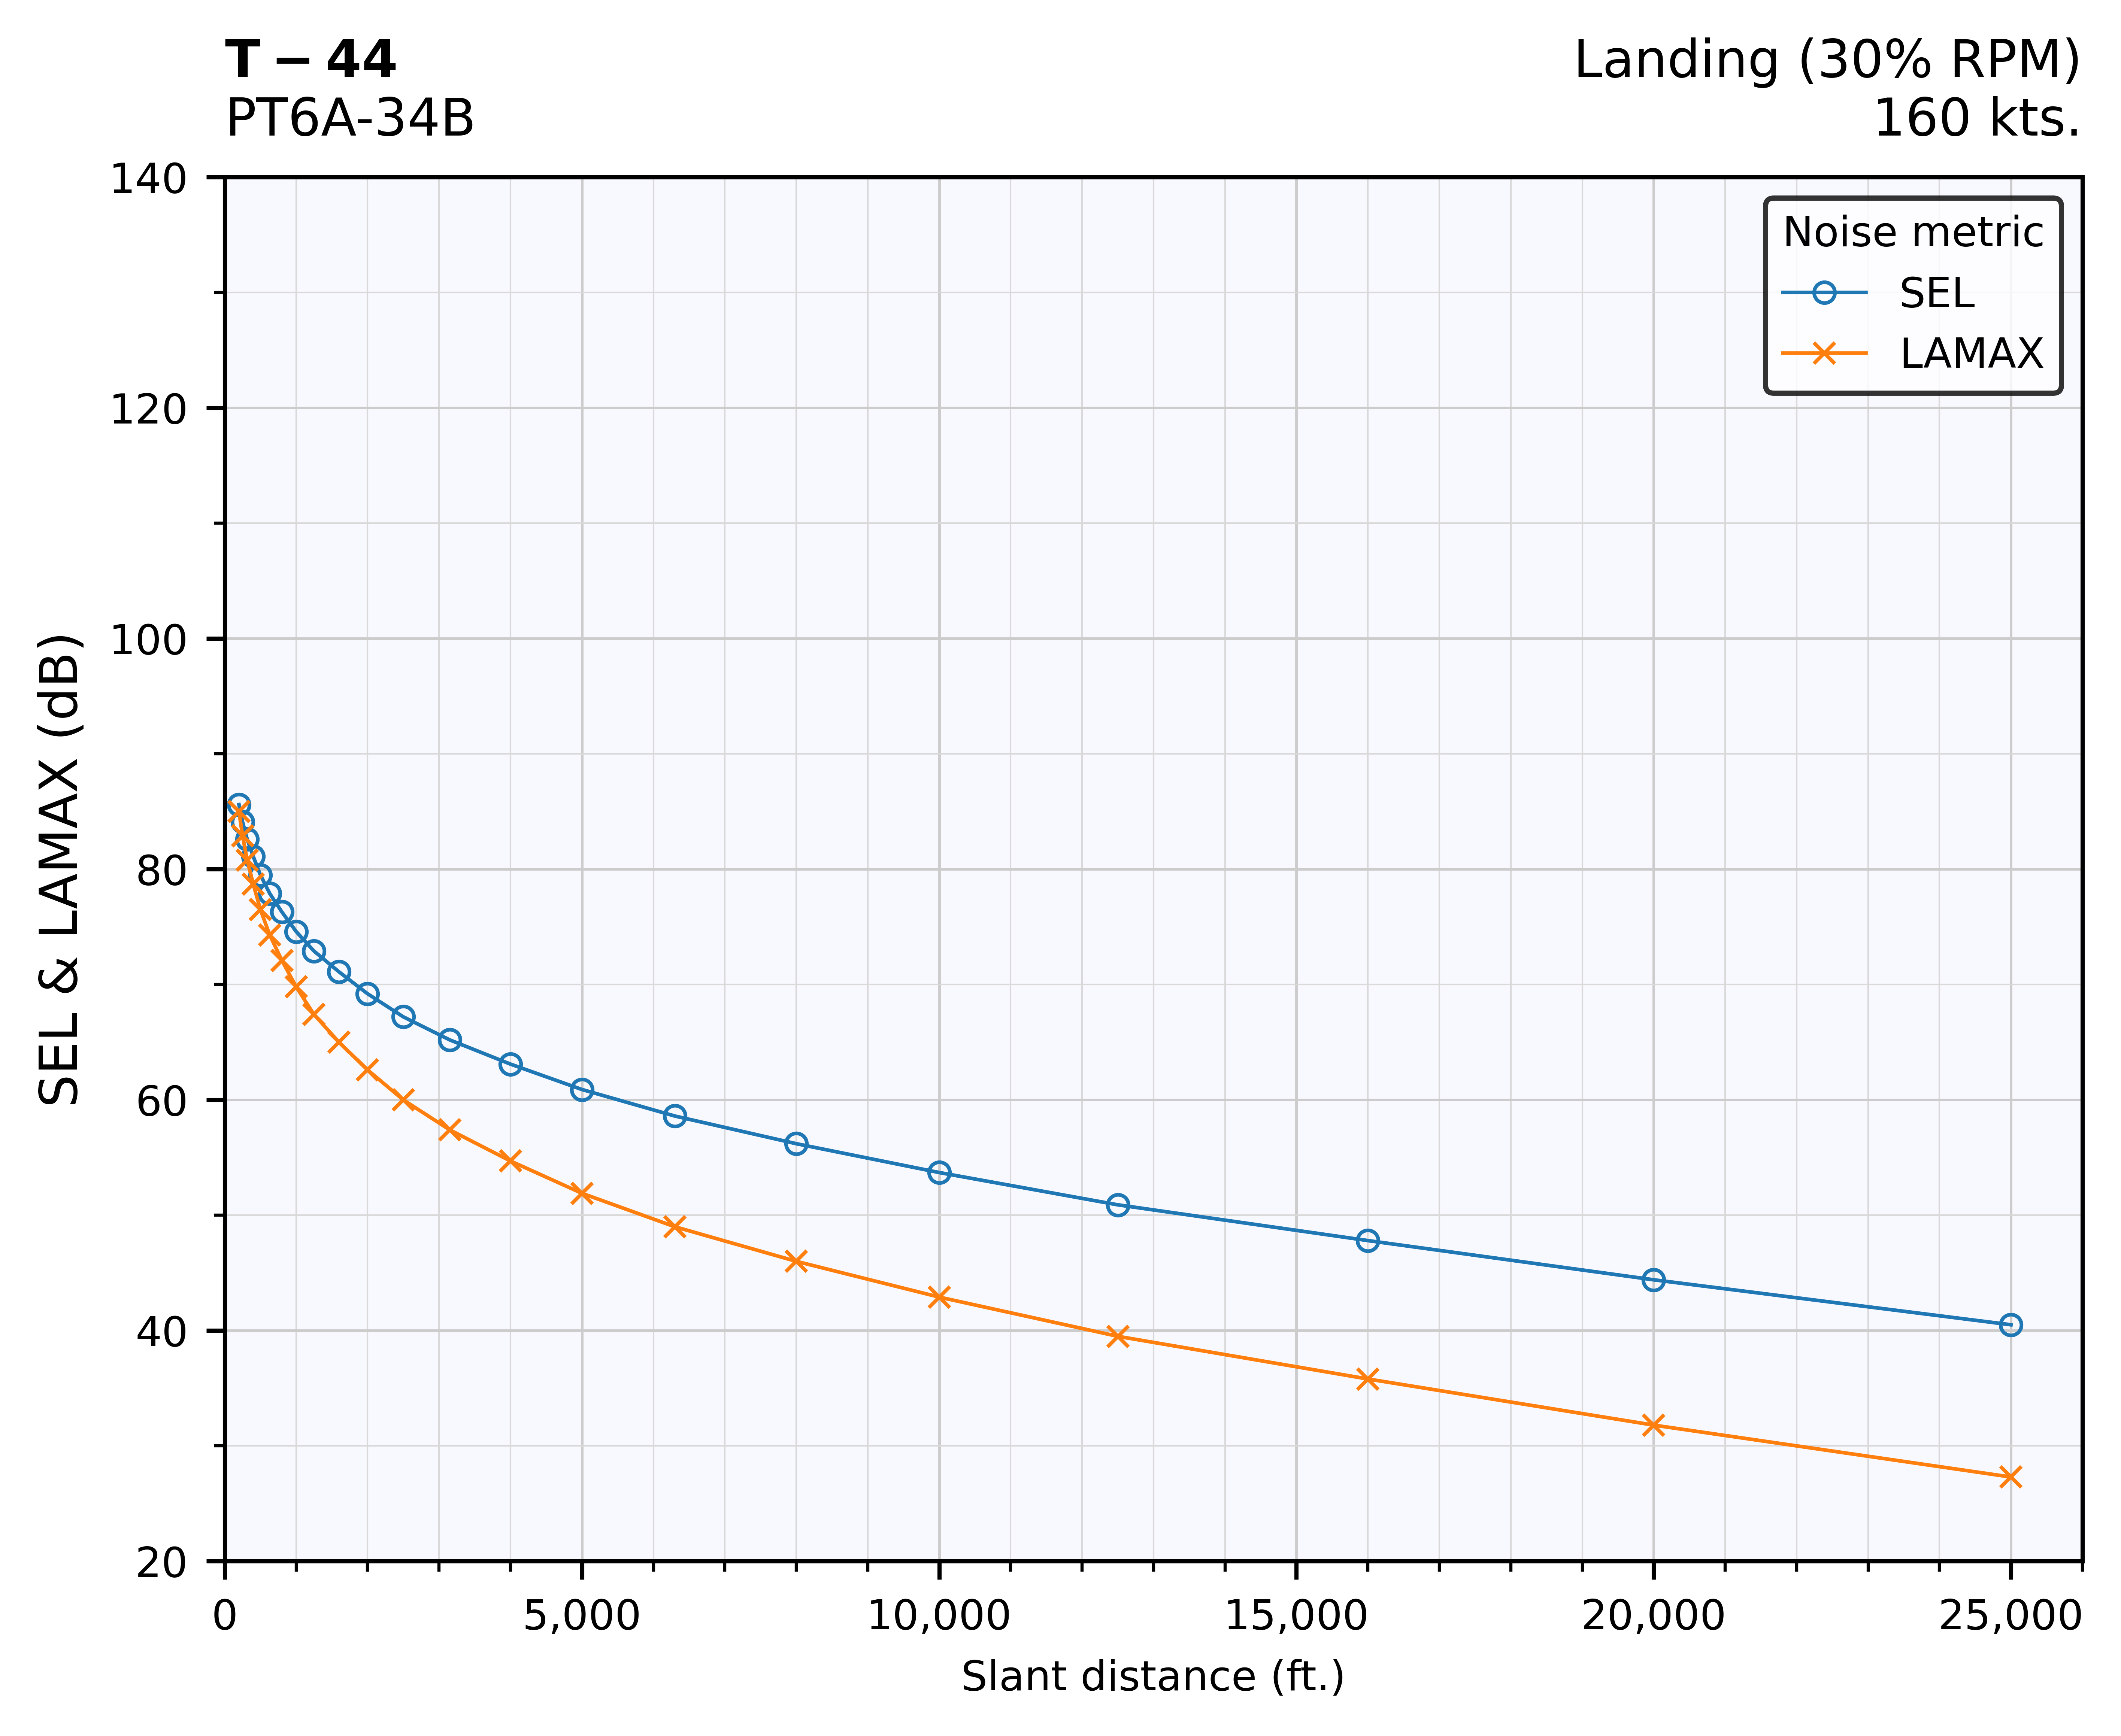 T − 44
PT6A-34B
Landing (30% RPM)
160 kts.
SEL & LAMAX (dB)
140
120
100
80
60
40
20
Noise metric
SEL
LAMAX
0
5,000
10,000
15,000
20,000
25,000
Slant distance (ft.)